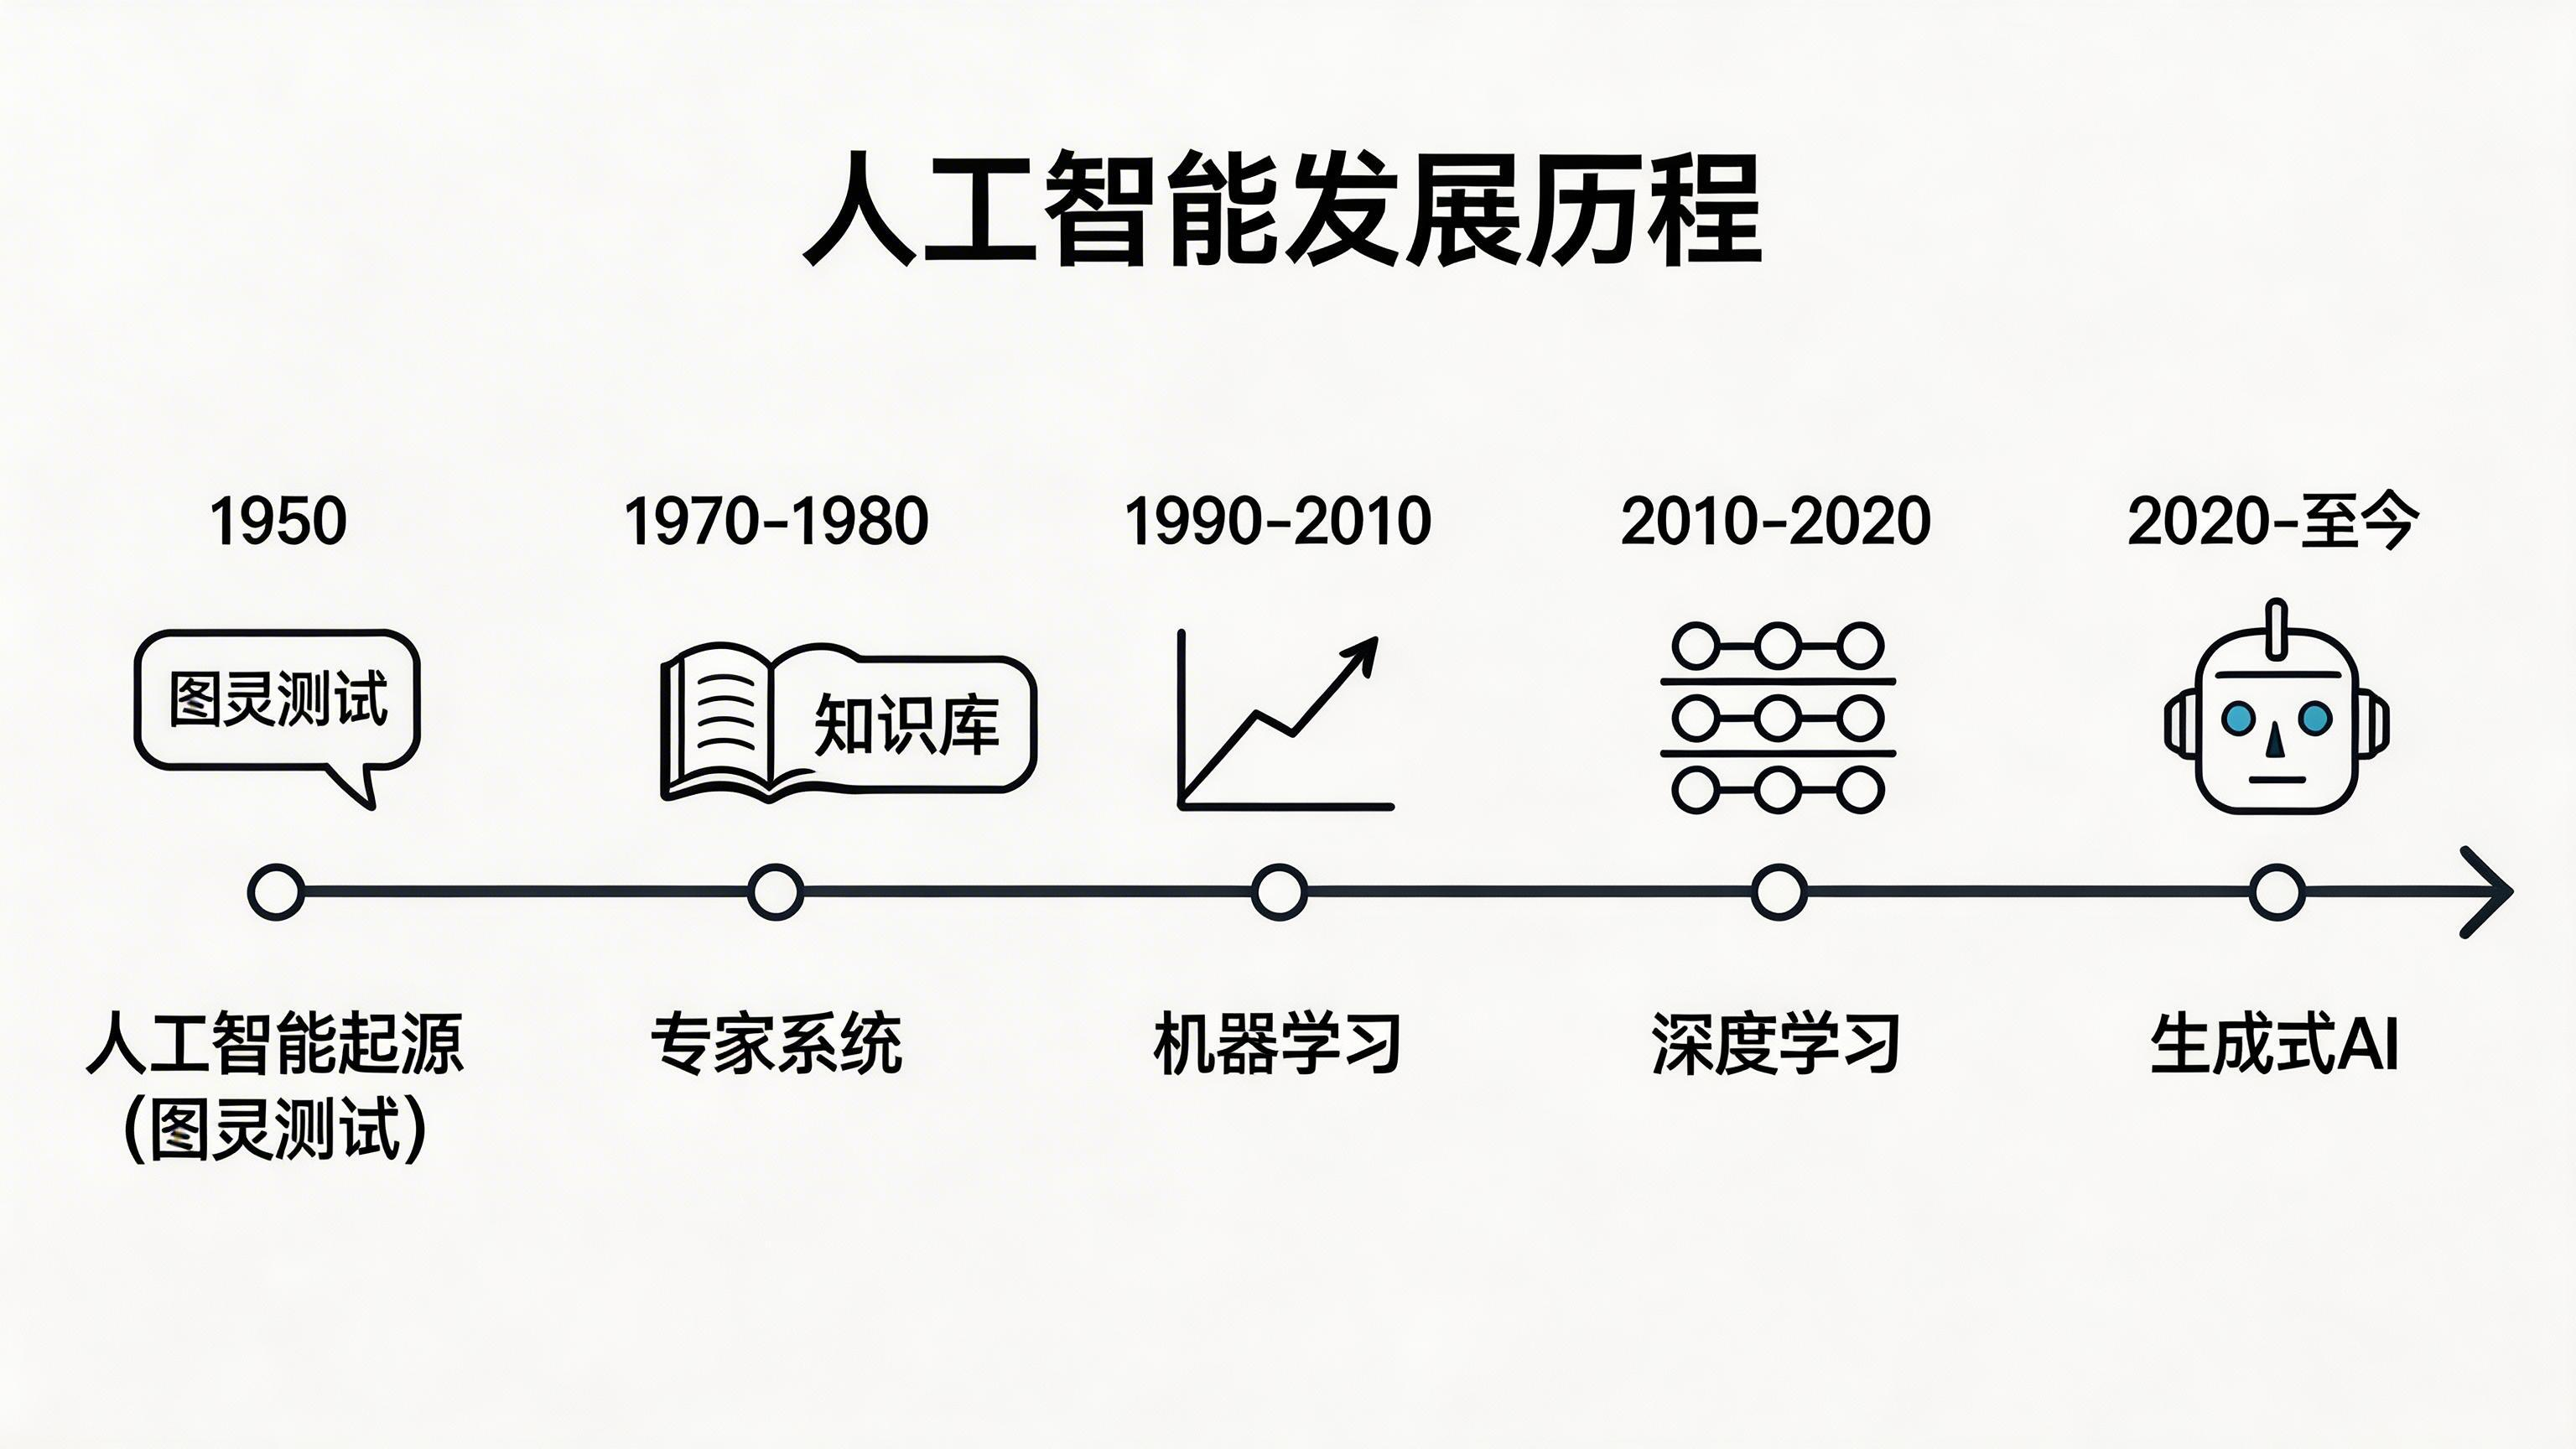 人工智能发展历程
1950
1970-1980
1990-2010
2010-2020
2020-至今
图灵测试
知识库
人工智能起源
(图灵测试)
专家系统
机器学习
深度学习
生成式AI